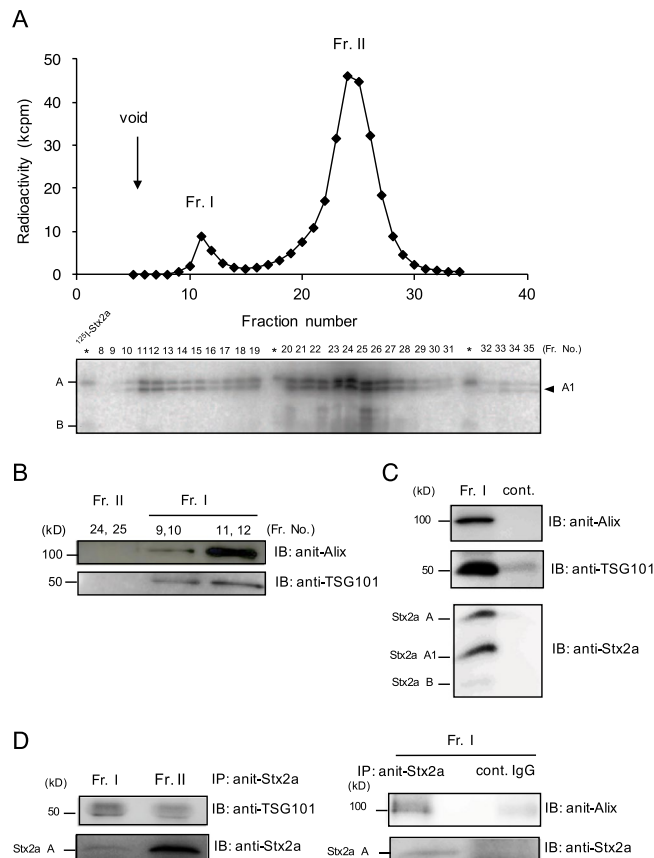 A
Fr. II
50
40
30
20
10
0
Radioactivity (kcpm)
void
Fr. I
0 10 20 30 40
Fraction number
¹²⁵I-Stx2a
* 8 9 10 11 12 13 14 15 16 17 18 19 * 20 21 22 23 24 25 26 27 28 29 30 31 * 32 33 34 35 (Fr. No.)
A
A1
B
B
Fr. II Fr. I
(kD) 24, 25 9,10 11, 12 (Fr. No.)
100 IB: anit-Alix
50 IB: anti-TSG101
C
(kD) Fr. I cont.
100 IB: anit-Alix
50 IB: anti-TSG101
Stx2a A
Stx2a A1 IB: anti-Stx2a
Stx2a B
D
(kD) Fr. I Fr. II IP: anit-Stx2a
50 IB: anti-TSG101
Stx2a A IB: anti-Stx2a
Fr. I
(kD) IP: anit-Stx2a cont. IgG
100 IB: anti-Alix
Stx2a A IB: anti-Stx2a